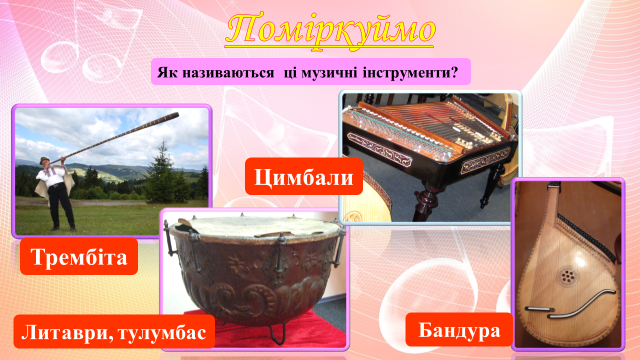 Поміркуймо
Як називаються ці музичні інструменти?
Цимбали
Трембіта
Литаври, тулумбас
Бандура